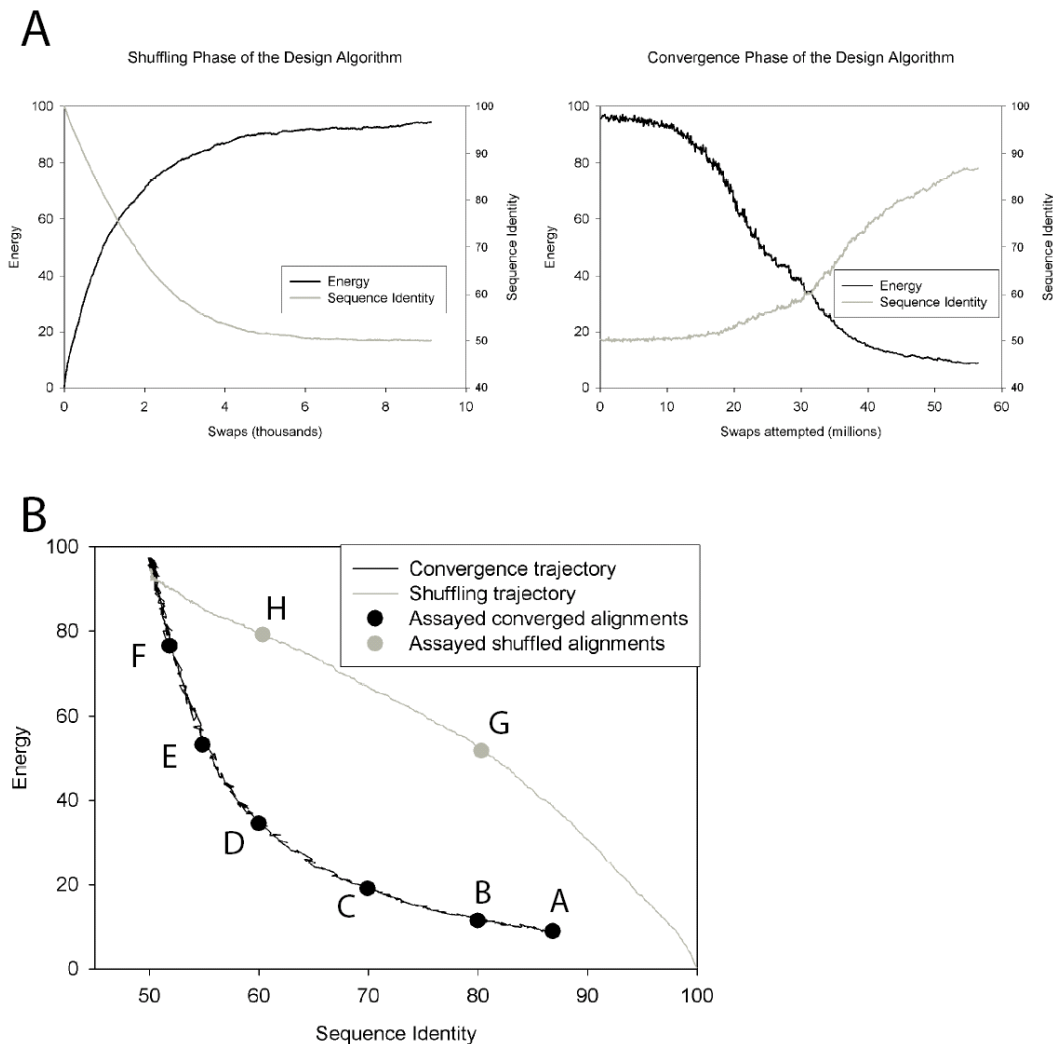 A
Shuffling Phase of the Design Algorithm
100
80
60
40
20
0
Energy
100
90
80
70
60
50
40
Sequence Identity
Energy
Sequence Identity
0 2 4 6 8 10
Swaps (thousands)
Convergence Phase of the Design Algorithm
100
80
60
40
20
0
Energy
100
90
80
70
60
50
40
Sequence Identity
Energy
Sequence Identity
0 10 20 30 40 50 60
Swaps attempted (millions)
B
100
80
60
40
20
0
Energy
Convergence trajectory
Shuffling trajectory
Assayed converged alignments
Assayed shuffled alignments
H
F
G
E
D
C
B
A
50 60 70 80 90 100
Sequence Identity